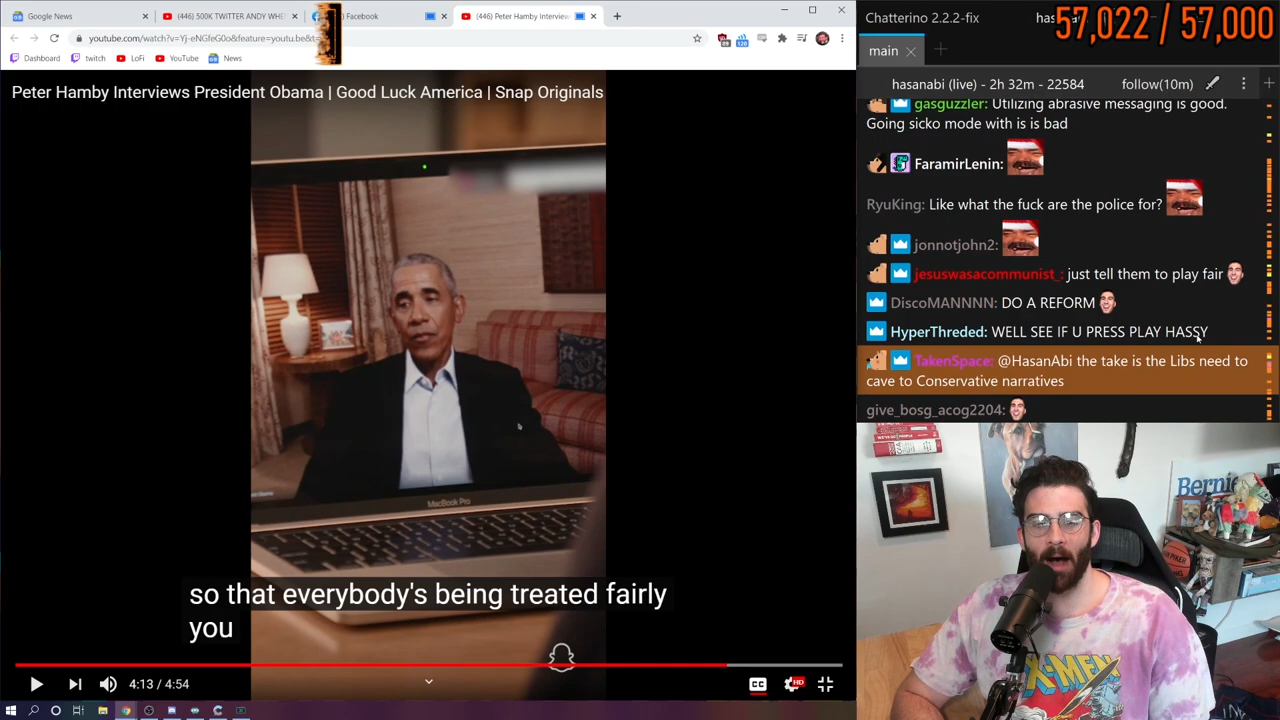 Google News
(446) 500K TWITTER ANDY WHE
Facebook
(446) Peter Hamby Interview
youtube.com/watch?v=Yj-eNGfeG0o&feature=youtu.be&t=
Dashboard
twitch
LoFi
YouTube
News
Peter Hamby Interviews President Obama | Good Luck America | Snap Originals
MacBook Pro
so that everybody's being treated fairly
you
4:13 / 4:54
CC
HD
Chatterino 2.2.2-fix
57,022 / 57,000
main
hasanabi (live) - 2h 32m - 22584
follow(10m)
gasguzzler: Utilizing abrasive messaging is good.
Going sicko mode with is is bad
FaramirLenin:
RyuKing: Like what the fuck are the police for?
jonnotjohn2:
jesuswasacommunist_: just tell them to play fair
DiscoMANNNN: DO A REFORM
HyperThreded: WELL SEE IF U PRESS PLAY HASSY
TakenSpace: @HasanAbi the take is the Libs need to
cave to Conservative narratives
give_bosg_acog2204:
Bernie
X-MEN